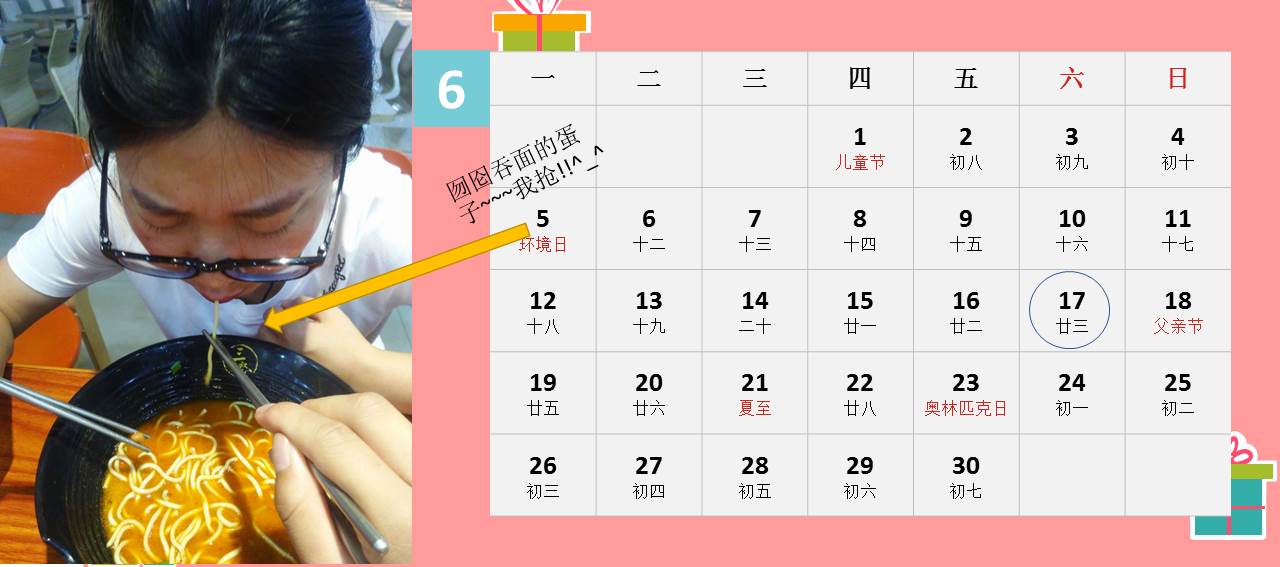 6
一 二 三 四 五 六 日
1 2 3 4
儿童节 初八 初九 初十
囫囵吞面的蛋
子~~~我抢!!^_^
5 6 7 8 9 10 11
环境日 十二 十三 十四 十五 十六 十七
12 13 14 15 16 17 18
十八 十九 二十 廿一 廿二 廿三 父亲节
19 20 21 22 23 24 25
廿五 廿六 夏至 廿八 奥林匹克日 初一 初二
26 27 28 29 30
初三 初四 初五 初六 初七